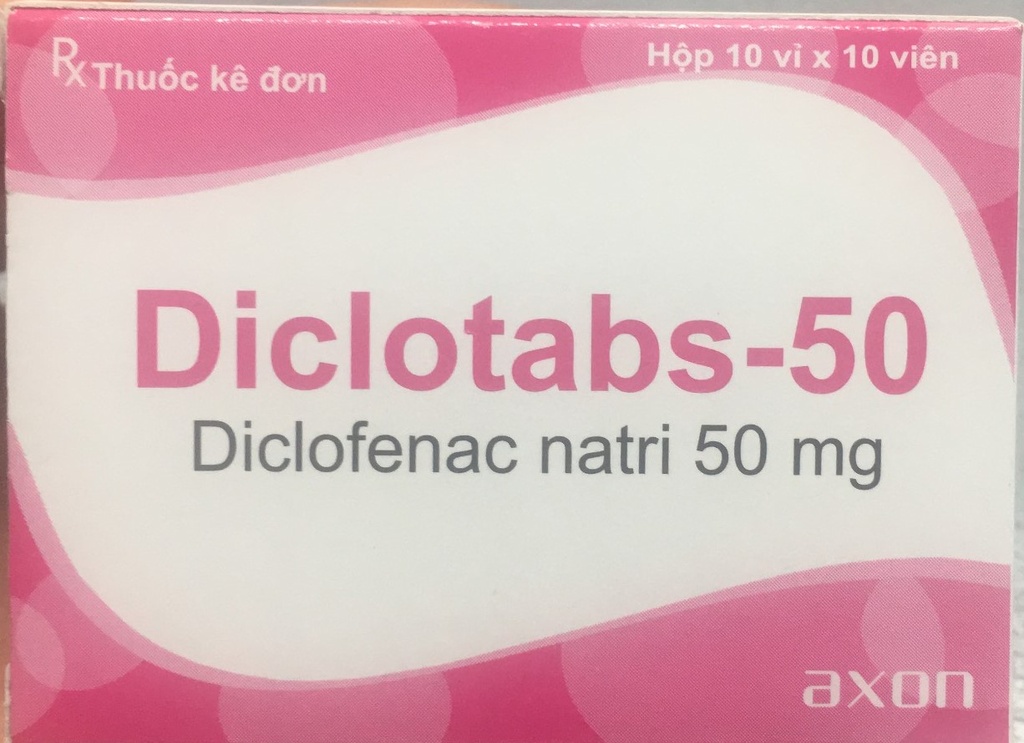 Rx Thuốc kê đơn
Hộp 10 vỉ x 10 viên
Diclotabs-50
Diclofenac natri 50 mg
axon